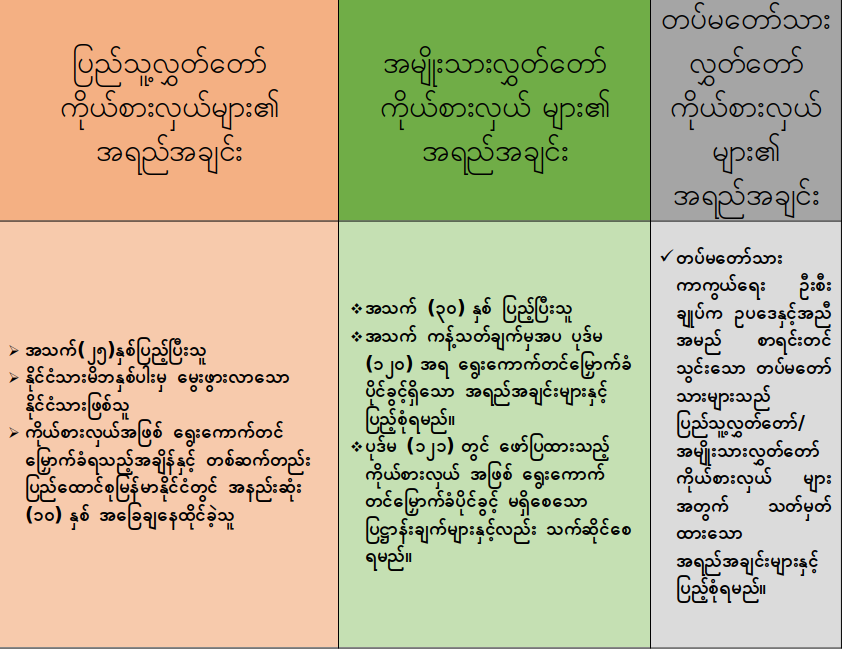 ပြည်သူ့လွှတ်တော်
ကိုယ်စားလှယ်များ၏
အရည်အချင်း
အမျိုးသားလွှတ်တော်
ကိုယ်စားလှယ် များ၏
အရည်အချင်း
တပ်မတော်သား
လွှတ်တော်
ကိုယ်စားလှယ်
များ၏
အရည်အချင်း
➢ အသက်(၂၅)နှစ်ပြည့်ပြီးသူ
➢ နိုင်ငံသားမိဘနှစ်ပါးမှ မွေးဖွားလာသော
နိုင်ငံသားဖြစ်သူ
➢ ကိုယ်စားလှယ်အဖြစ် ရွေးကောက်တင်
မြှောက်ခံရသည့်အချိန်နှင့် တစ်ဆက်တည်း
ပြည်ထောင်စုမြန်မာနိုင်ငံတွင် အနည်းဆုံး
(၁၀) နှစ် အခြေချနေထိုင်ခဲ့သူ
❖အသက် (၃၀) နှစ် ပြည့်ပြီးသူ
❖အသက် ကန့်သတ်ချက်မှအပ ပုဒ်မ
(၁၂၀) အရ ရွေးကောက်တင်မြှောက်ခံ
ပိုင်ခွင့်ရှိသော အရည်အချင်းများနှင့်
ပြည့်စုံရမည်။
❖ပုဒ်မ (၁၂၁) တွင် ဖော်ပြထားသည့်
ကိုယ်စားလှယ် အဖြစ် ရွေးကောက်
တင်မြှောက်ခံပိုင်ခွင့် မရှိစေသော
ပြဋ္ဌာန်းချက်များနှင့်လည်း သက်ဆိုင်စေ
ရမည်။
✓တပ်မတော်သား
ကာကွယ်ရေး ဦးစီး
ချုပ်က ဥပဒေနှင့်အညီ
အမည် စာရင်းတင်
သွင်းသော တပ်မတော်
သားများသည်
ပြည်သူ့လွှတ်တော်/
အမျိုးသားလွှတ်တော်
ကိုယ်စားလှယ် များ
အတွက် သတ်မှတ်
ထားသော
အရည်အချင်းများနှင့်
ပြည့်စုံရမည်။